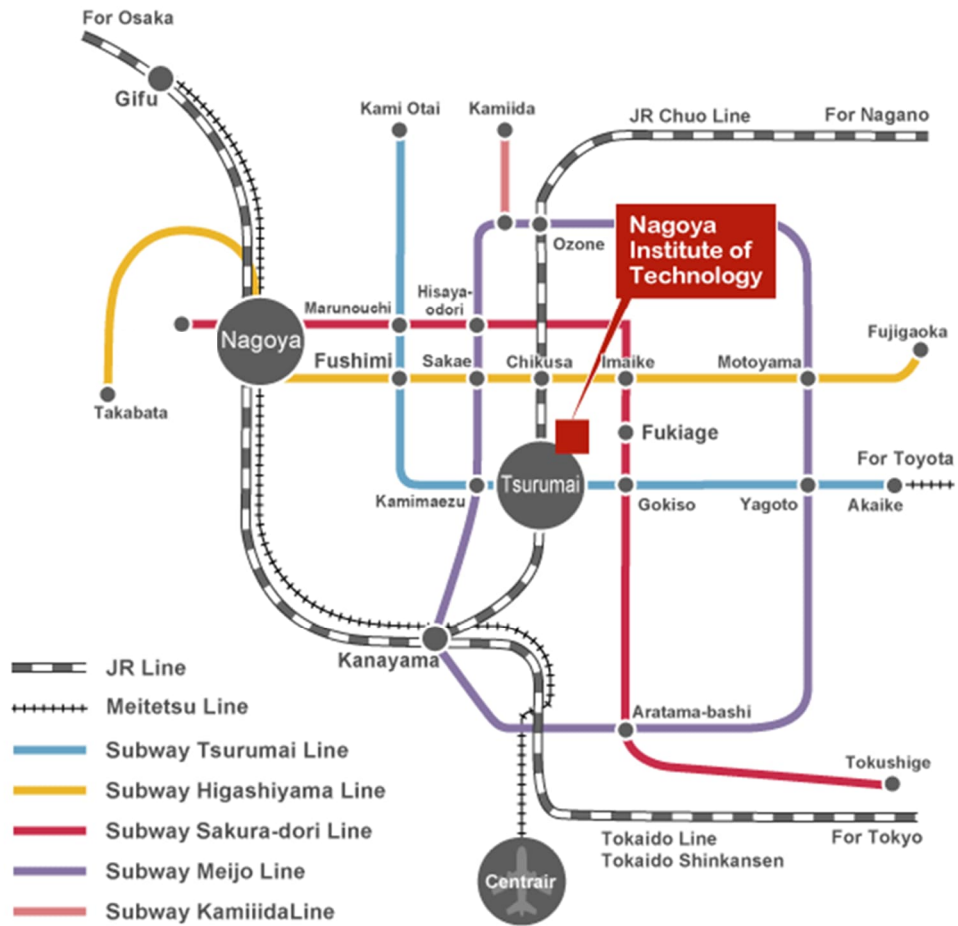 For Osaka
Gifu
Kami Otai
Kamiida
JR Chuo Line
For Nagano
Nagoya
Institute of
Technology
Ozone
Hisaya-
odori
Marunouchi
Nagoya
Fushimi
Sakae
Chikusa
Imaike
Motoyama
Fujigaoka
Takabata
Fukiage
For Toyota
Tsurumai
Kamimaezu
Gokiso
Yagoto
Akaike
Kanayama
JR Line
Meitetsu Line
Aratama-bashi
Subway Tsurumai Line
Tokushige
Subway Higashiyama Line
Subway Sakura-dori Line
Tokaido Line
Tokaido Shinkansen
For Tokyo
Subway Meijo Line
Centrair
Subway KamiiidaLine